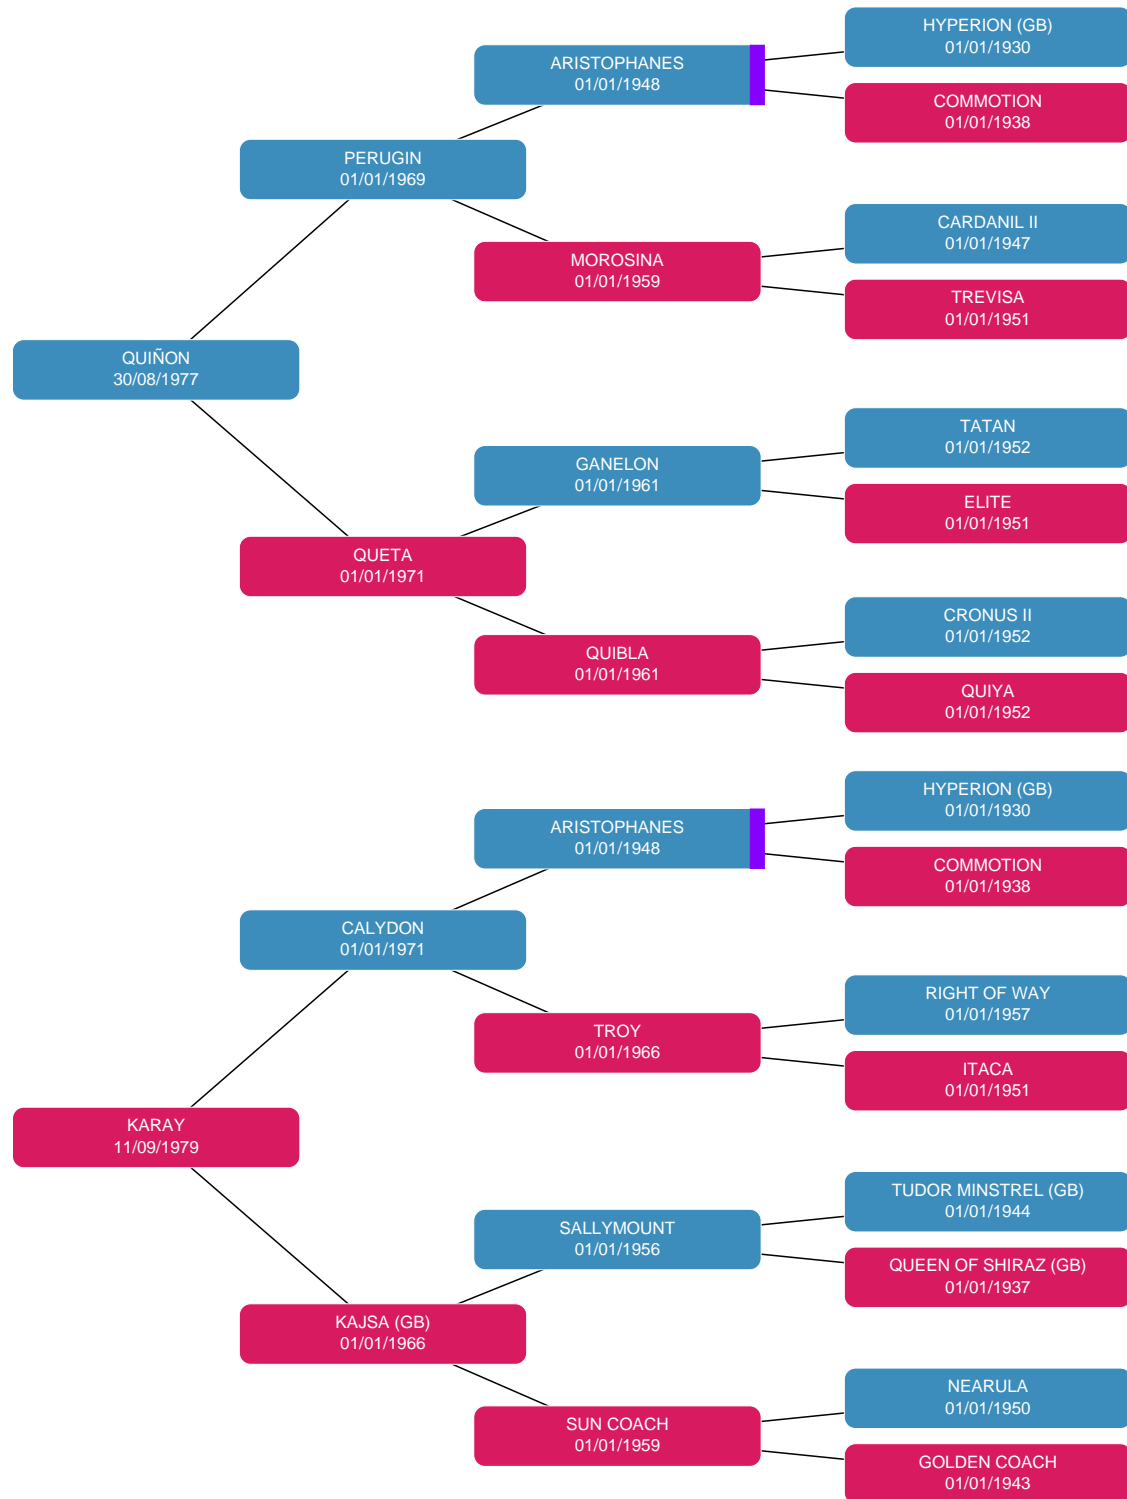 HYPERION (GB)
01/01/1930
ARISTOPHANES
01/01/1948
COMMOTION
01/01/1938
PERUGIN
01/01/1969
CARDANIL II
01/01/1947
MOROSINA
01/01/1959
TREVISA
01/01/1951
QUIÑON
30/08/1977
TATAN
01/01/1952
GANELON
01/01/1961
ELITE
01/01/1951
QUETA
01/01/1971
CRONUS II
01/01/1952
QUIBLA
01/01/1961
QUIYA
01/01/1952
HYPERION (GB)
01/01/1930
ARISTOPHANES
01/01/1948
COMMOTION
01/01/1938
CALYDON
01/01/1971
RIGHT OF WAY
01/01/1957
TROY
01/01/1966
ITACA
01/01/1951
KARAY
11/09/1979
TUDOR MINSTREL (GB)
01/01/1944
SALLYMOUNT
01/01/1956
QUEEN OF SHIRAZ (GB)
01/01/1937
KAJSA (GB)
01/01/1966
NEARULA
01/01/1950
SUN COACH
01/01/1959
GOLDEN COACH
01/01/1943